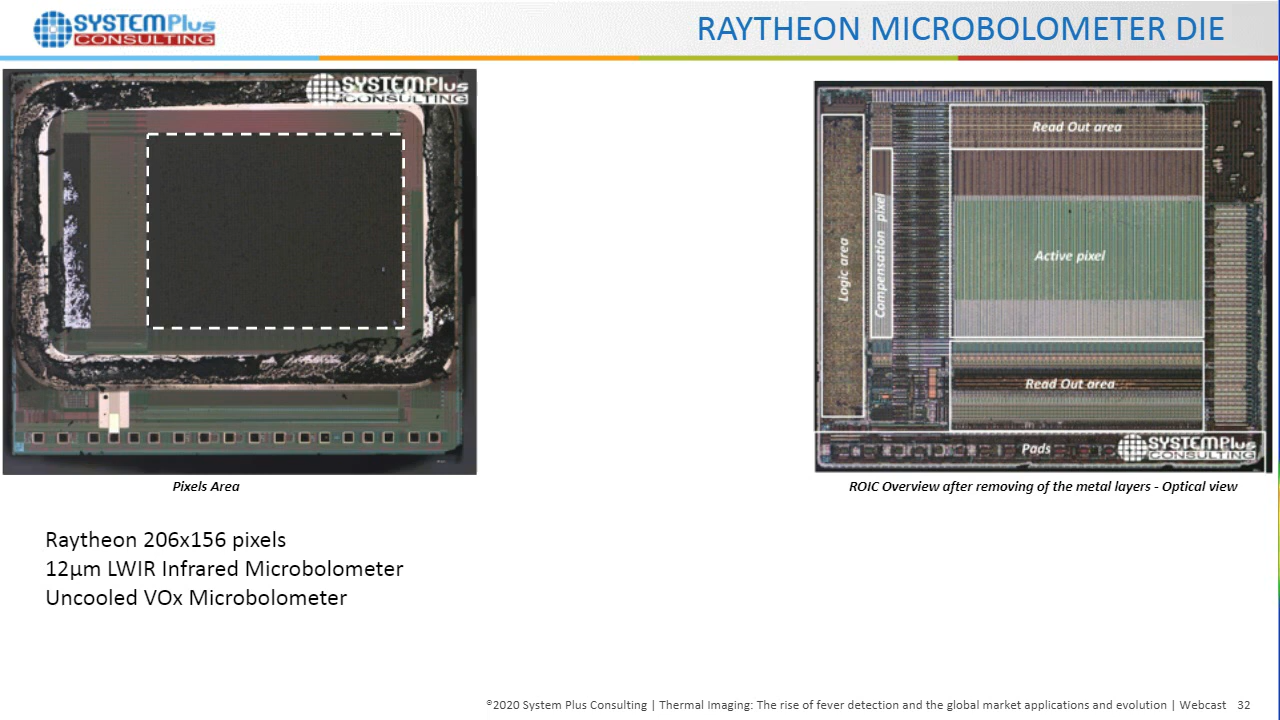 SYSTEMPlus
CONSULTING
RAYTHEON MICROBOLOMETER DIE
SYSTEMPlus
CONSULTING
Pixels Area
Read Out area
Logic area
Compensation pixel
Active pixel
Read Out area
Pads
SYSTEMPlus
CONSULTING
ROIC Overview after removing of the metal layers - Optical view
Raytheon 206x156 pixels
12µm LWIR Infrared Microbolometer
Uncooled VOx Microbolometer
©2020 System Plus Consulting | Thermal Imaging: The rise of fever detection and the global market applications and evolution | Webcast 32